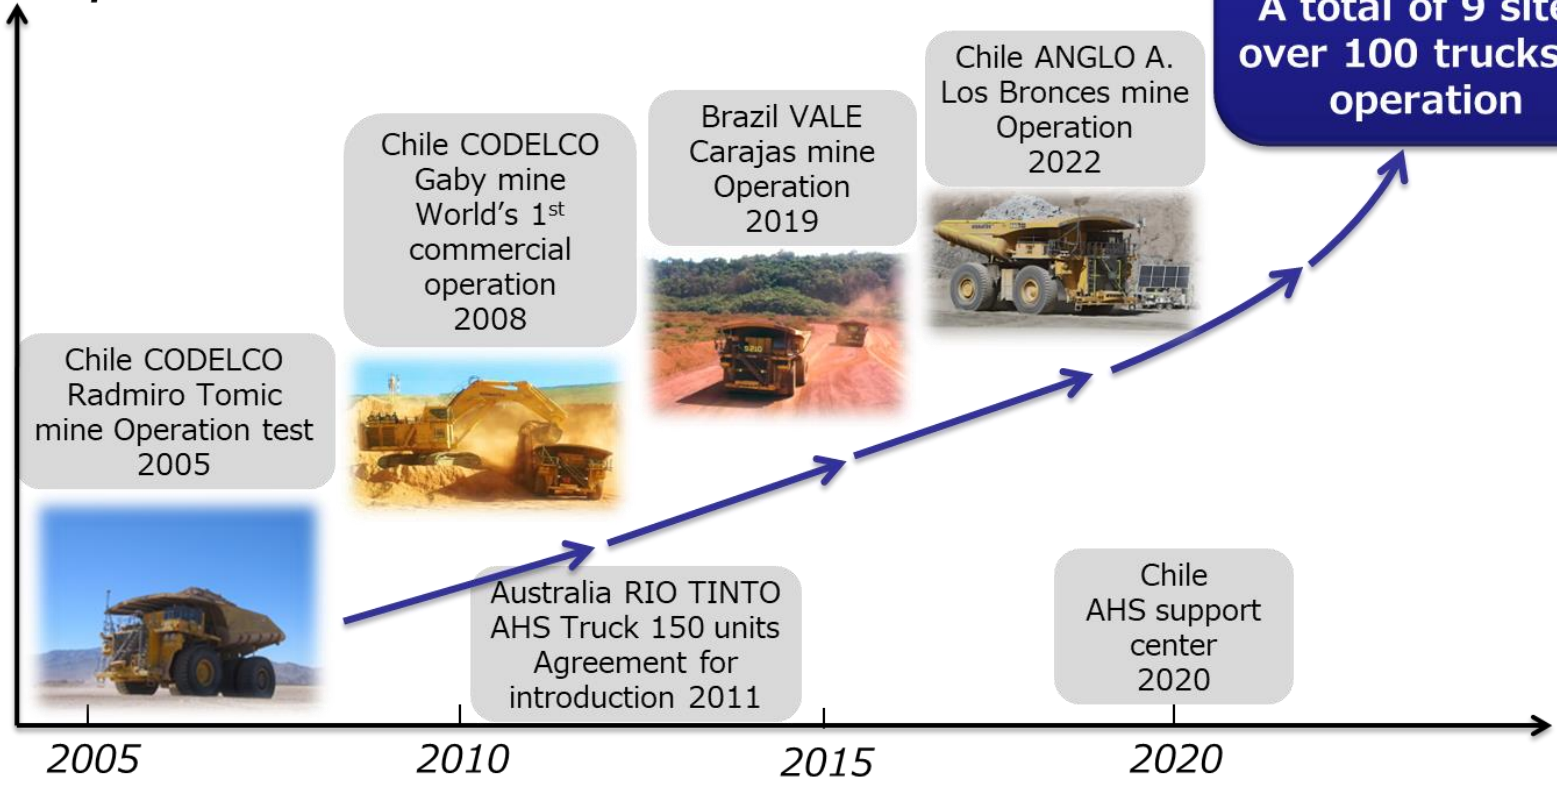 A total of 9 site
over 100 trucks
operation
Chile ANGLO A.
Los Bronces mine
Operation
2022
Brazil VALE
Carajas mine
Operation
2019
Chile CODELCO
Gaby mine
World's 1st
commercial
operation
2008
Chile CODELCO
Radmiro Tomic
mine Operation test
2005
Australia RIO TINTO
AHS Truck 150 units
Agreement for
introduction 2011
Chile
AHS support
center
2020
2005
2010
2015
2020